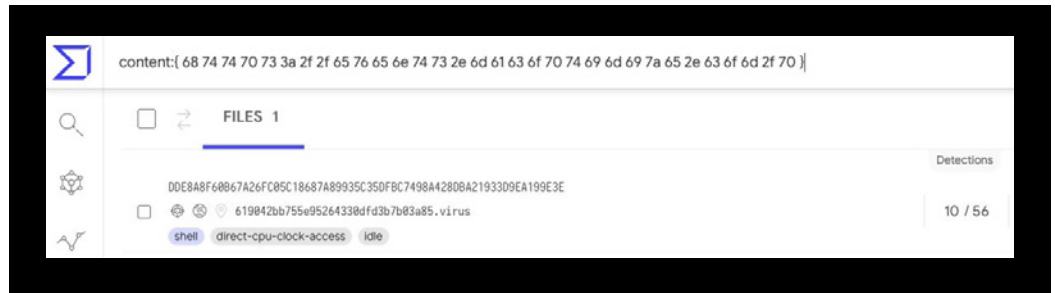 content:{ 68 74 74 70 73 3a 2f 2f 65 76 65 6e 74 73 2e 6d 61 63 6f 70 74 69 6d 69 7a 65 2e 63 6f 6d 2f 70 }
FILES 1
Detections
DDE8A8F60B67A26FC05C18687A89935C35DFBC7498A428DBA21933D9EA199E3E
619042bb755e95264330dfd3b7b03a85.virus
10 / 56
shell direct-cpu-clock-access idle